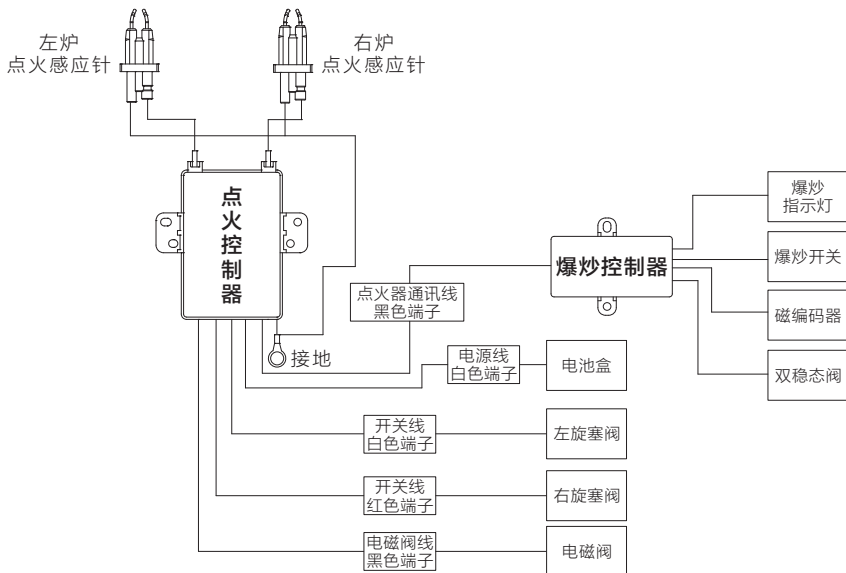 左炉
点火感应针
右炉
点火感应针
点火控制器
爆炒控制器
爆炒
指示灯
爆炒开关
磁编码器
双稳态阀
点火器通讯线
黑色端子
接地
电源线
白色端子
电池盒
开关线
白色端子
左旋塞阀
开关线
红色端子
右旋塞阀
电磁阀线
黑色端子
电磁阀